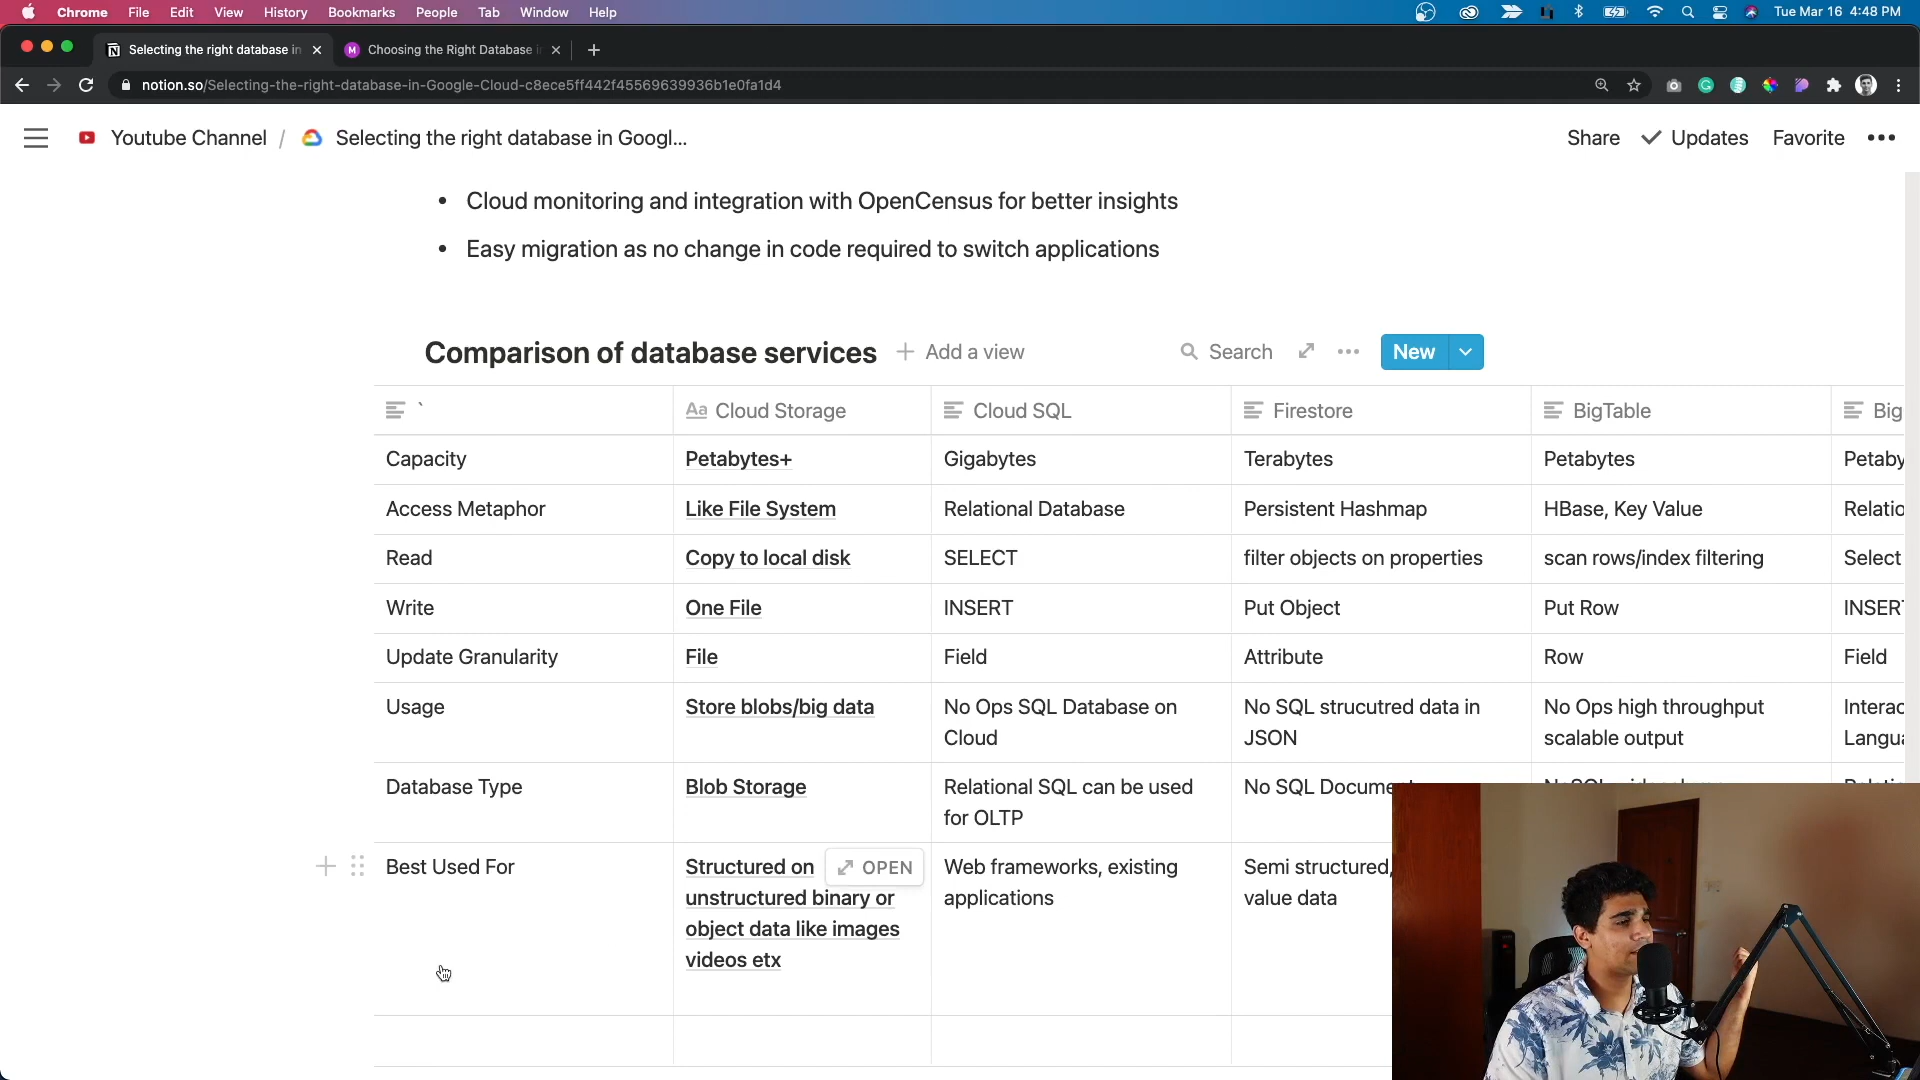 Chrome File Edit View History Bookmarks People Tab Window Help Tue Mar 16 4:48 PM
Selecting the right database in Choosing the Right Database i
notion.so/Selecting-the-right-database-in-Google-Cloud-c8ece5ff442f45569639936b1e0fa1d4
Youtube Channel / Selecting the right database in Googl... Share Updates Favorite
• Cloud monitoring and integration with OpenCensus for better insights
• Easy migration as no change in code required to switch applications
Comparison of database services Add a view Search New
` Aa Cloud Storage Cloud SQL Firestore BigTable Big
Capacity Petabytes+ Gigabytes Terabytes Petabytes Petaby
Access Metaphor Like File System Relational Database Persistent Hashmap HBase, Key Value Relatio
Read Copy to local disk SELECT filter objects on properties scan rows/index filtering Select
Write One File INSERT Put Object Put Row INSER
Update Granularity File Field Attribute Row Field
Usage Store blobs/big data No Ops SQL Database on No SQL strucutred data in No Ops high throughput Interac
Cloud JSON scalable output Langua
Database Type Blob Storage Relational SQL can be used No SQL Docume
for OLTP
Best Used For Structured on OPEN Web frameworks, existing Semi structured,
unstructured binary or applications value data
object data like images
videos etx